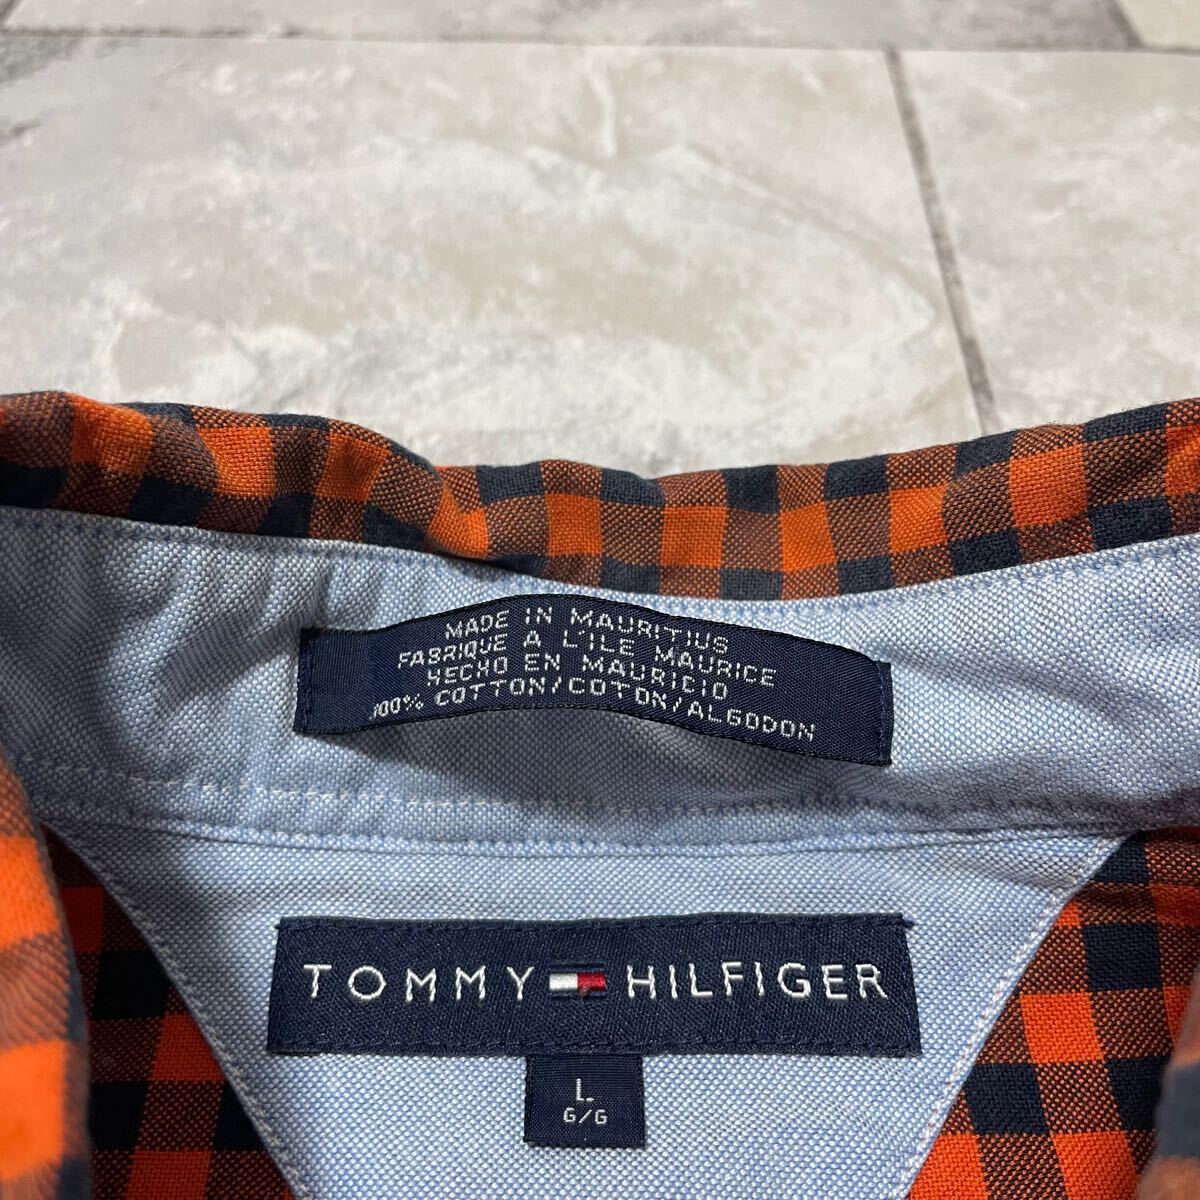 MADE IN MAURITIUS
FABRIQUE A L'ILE MAURICE
HECHO EN MAURICIO
100% COTTON/COTON/ALGODON
TOMMY HILFIGER
L
G/G